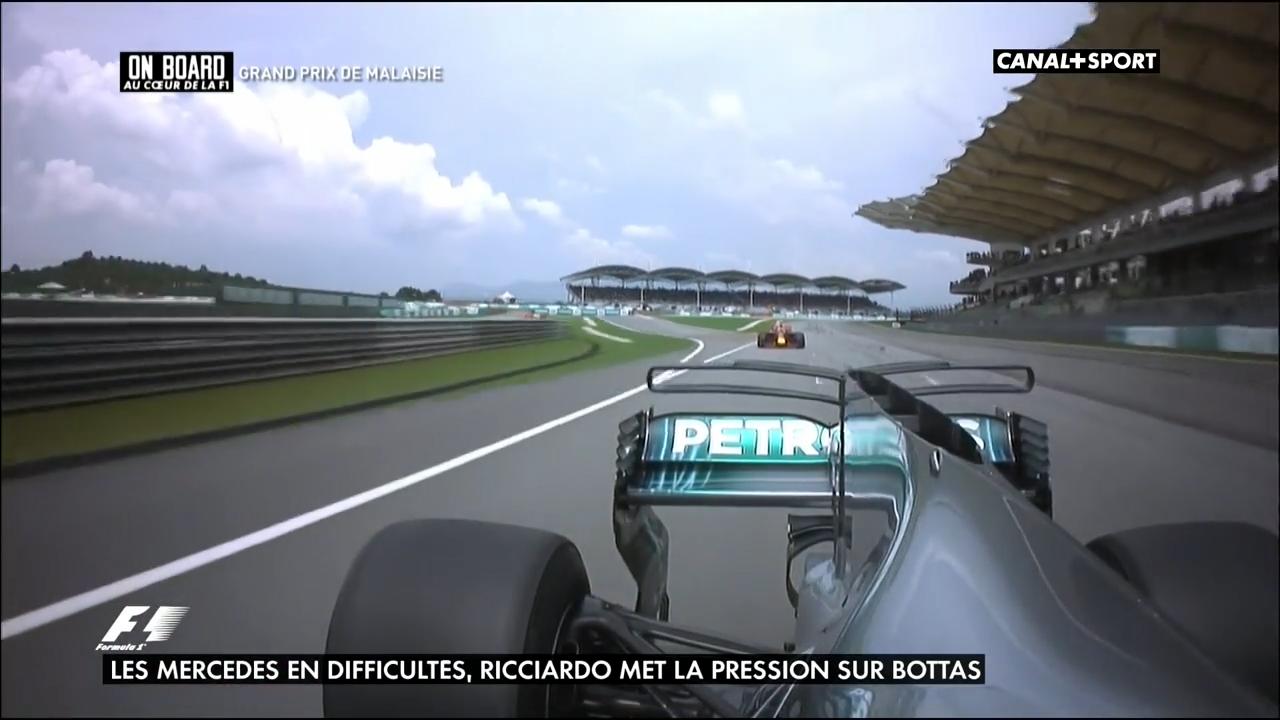 ON BOARD
AU CŒUR DE LA F1
GRAND PRIX DE MALAISIE
CANAL+SPORT
PETR
S
F1
Formula 1
LES MERCEDES EN DIFFICULTÉS, RICCIARDO MET LA PRESSION SUR BOTTAS